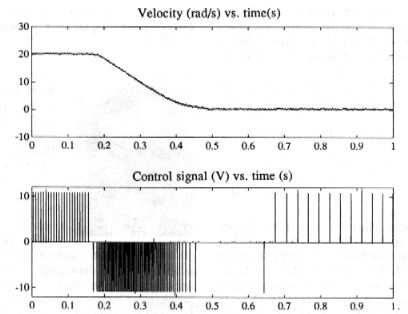 Velocity (rad/s) vs. time(s)
30
20
10
0
-10
0 0.1 0.2 0.3 0.4 0.5 0.6 0.7 0.8 0.9 1
Control signal (V) vs. time (s)
10
0
-10
0 0.1 0.2 0.3 0.4 0.5 0.6 0.7 0.8 0.9 1.